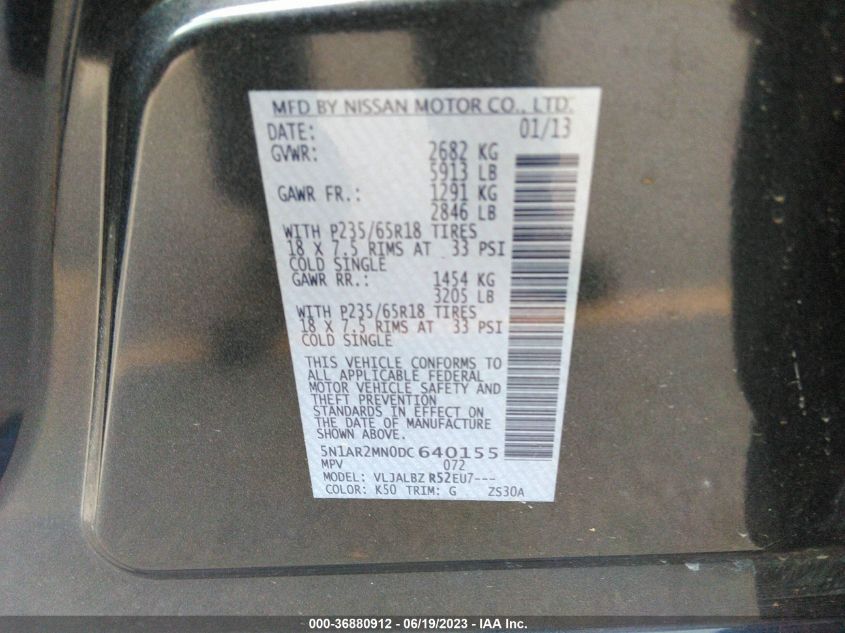 MFD BY NISSAN MOTOR CO., LTD.
DATE: 01/13
GVWR: 2682 KG
5913 LB
GAWR FR.: 1291 KG
2846 LB
WITH P235/65R18 TIRES
18 X 7.5 RIMS AT 33 PSI
COLD SINGLE
GAWR RR.: 1454 KG
3205 LB
WITH P235/65R18 TIRES
18 X 7.5 RIMS AT 33 PSI
COLD SINGLE
THIS VEHICLE CONFORMS TO
ALL APPLICABLE FEDERAL
MOTOR VEHICLE SAFETY AND
THEFT PREVENTION
STANDARDS IN EFFECT ON
THE DATE OF MANUFACTURE
SHOWN ABOVE.
5N1AR2MN0DC 640155
MPV 072
MODEL: VLJALBZ R52EU7---
COLOR: K50 TRIM: G ZS30A
000-36880912 - 06/19/2023 - IAA Inc.